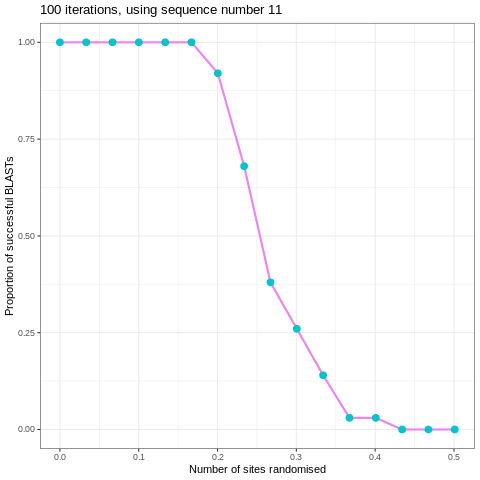 100 iterations, using sequence number 11
1.00
0.75
0.50
0.25
0.00
Proportion of successful BLASTs
0.0 0.1 0.2 0.3 0.4 0.5
Number of sites randomised